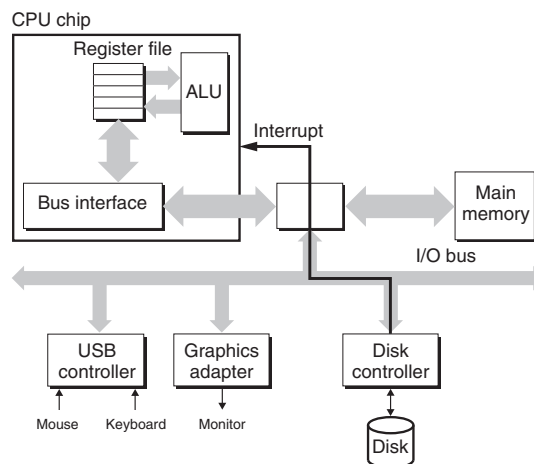 CPU chip
Register file
ALU
Interrupt
Bus interface
Main
memory
I/O bus
USB
controller
Graphics
adapter
Disk
controller
Mouse
Keyboard
Monitor
Disk